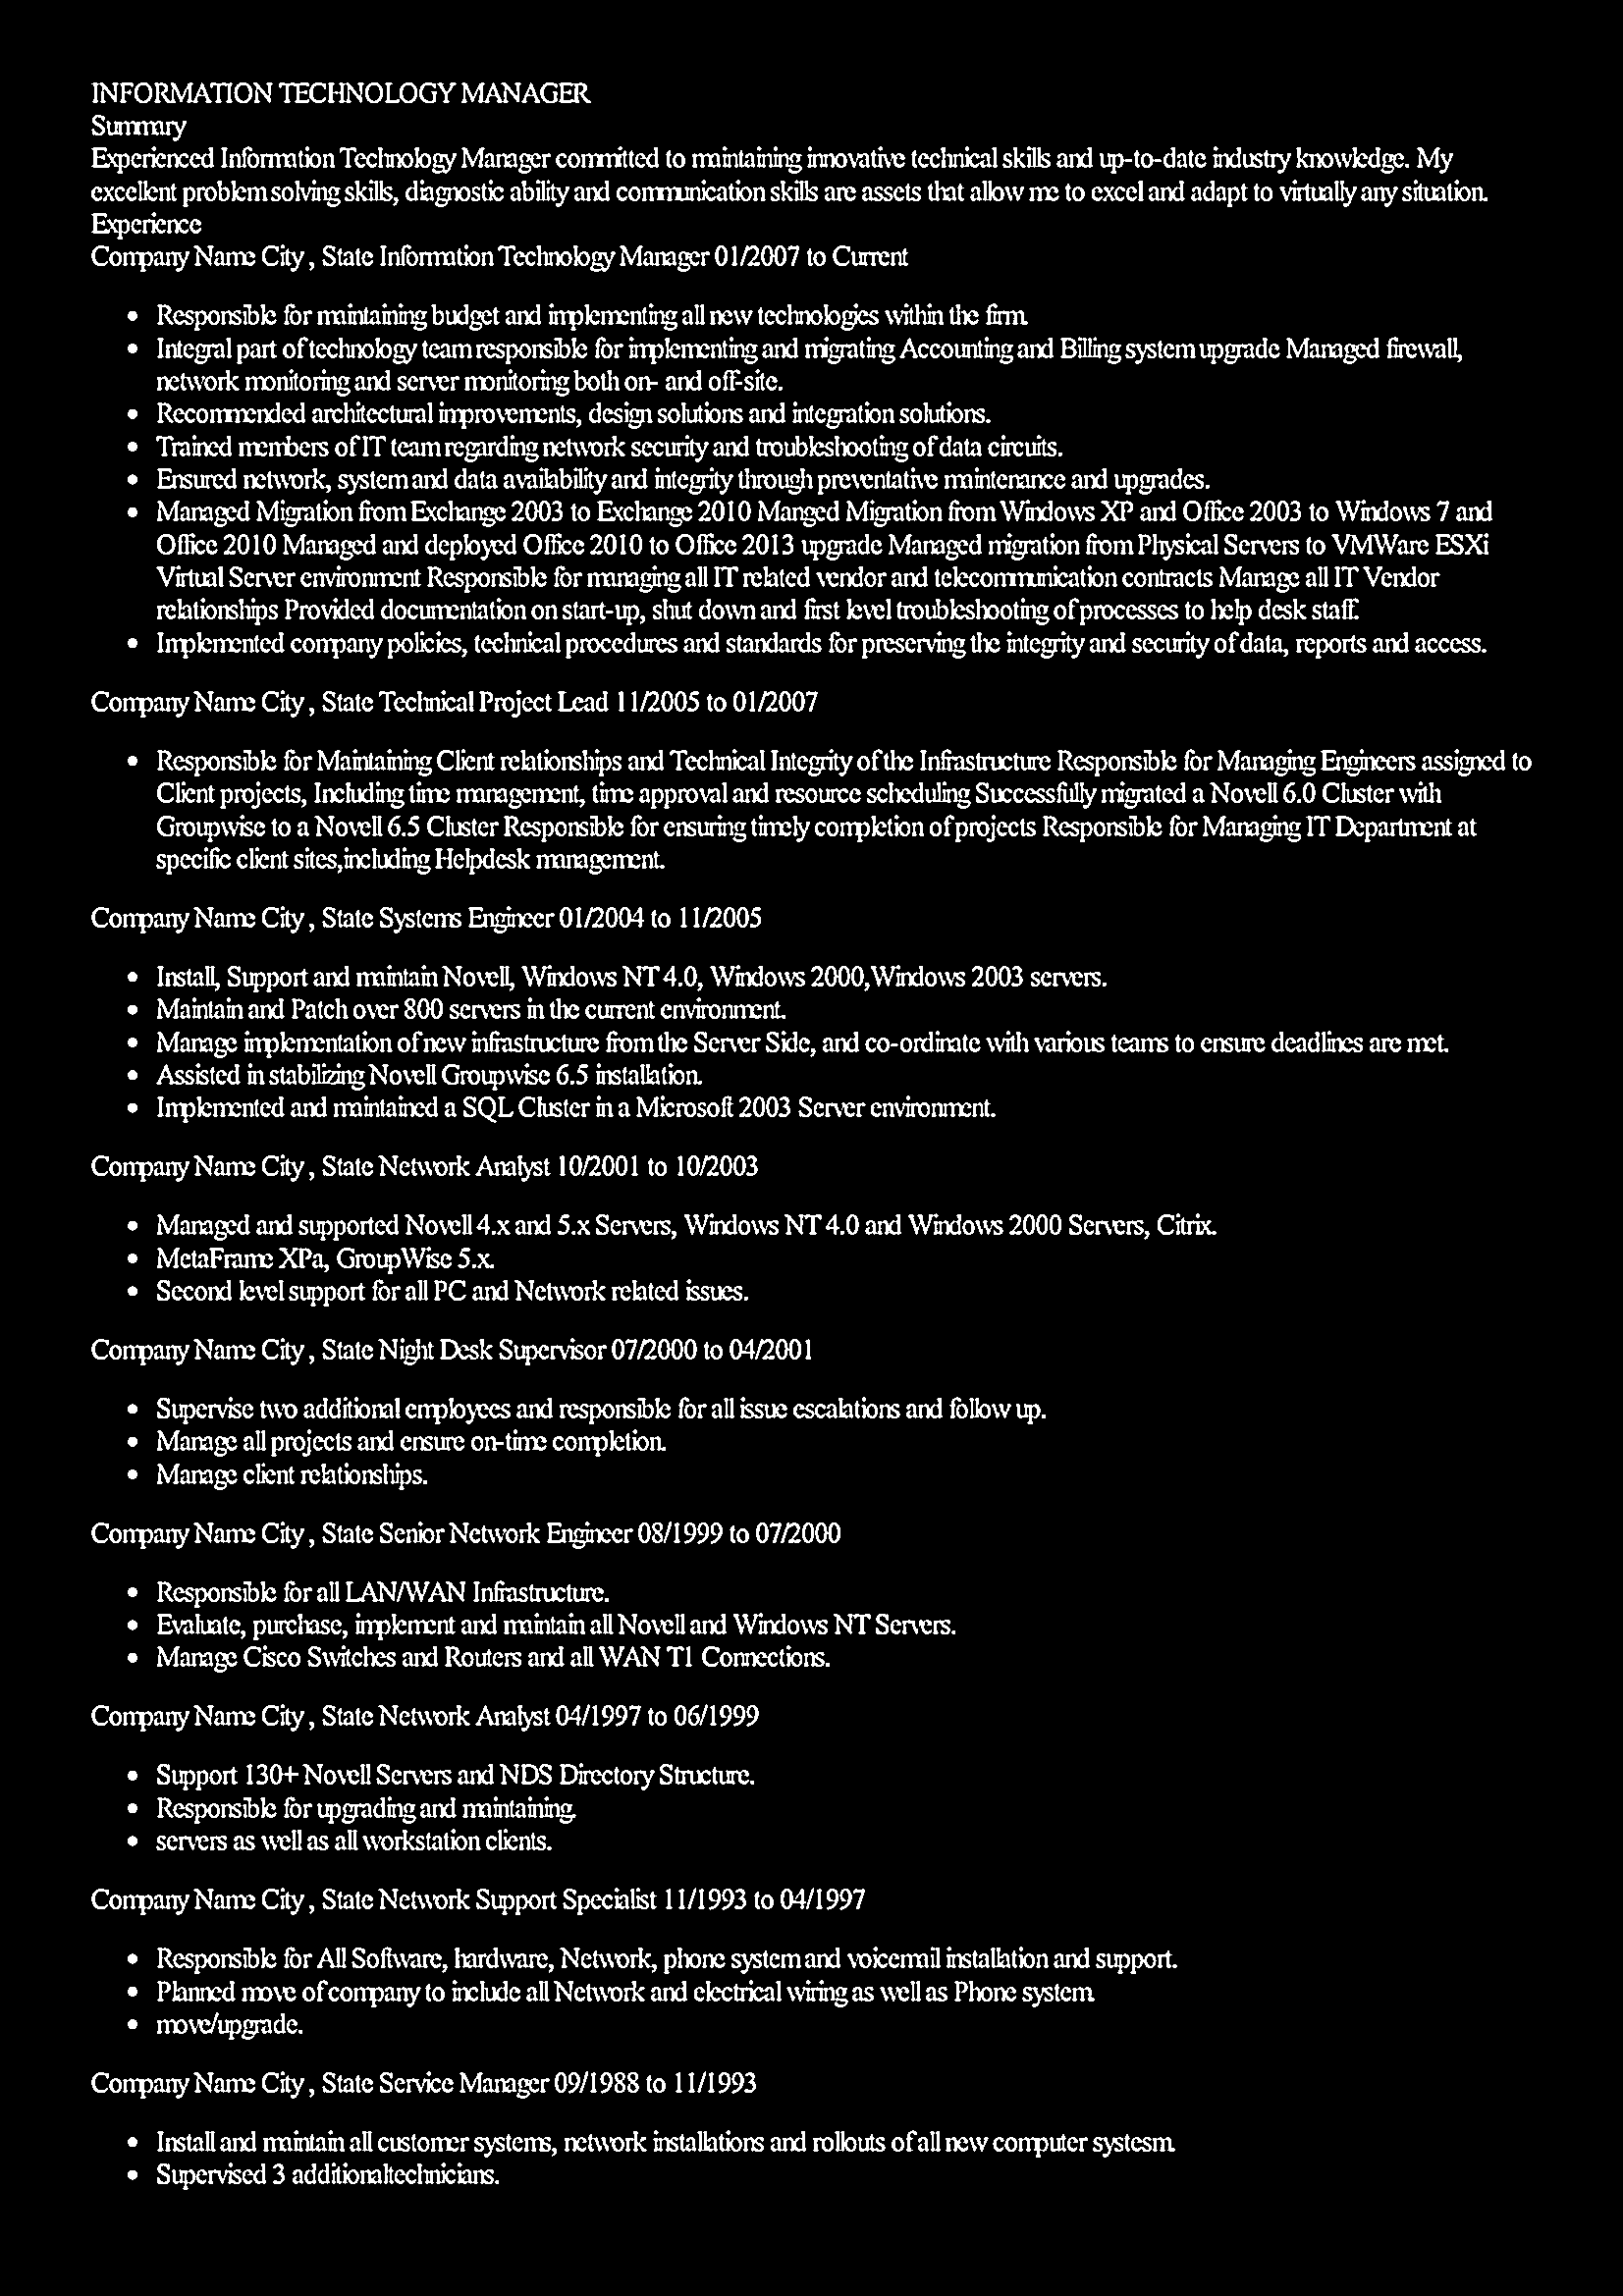 INFORMATION TECHNOLOGY MANAGER
Summary
Experienced Information Technology Manager committed to maintaining innovative technical skills and up-to-date industry knowledge. My
excellent problem solving skills, diagnostic ability and communication skills are assets that allow me to excel and adapt to virtually any situation.
Experience
Company Name City , State Information Technology Manager 01/2007 to Current
• Responsible for maintaining budget and implementing all new technologies within the firm.
• Integral part of technology team responsible for implementing and migrating Accounting and Billing system upgrade Managed firewall,
network monitoring and server monitoring both on- and off-site.
• Recommended architectural improvements, design solutions and integration solutions.
• Trained members of IT team regarding network security and troubleshooting of data circuits.
• Ensured network, system and data availability and integrity through preventative maintenance and upgrades.
• Managed Migration from Exchange 2003 to Exchange 2010 Manged Migration from Windows XP and Office 2003 to Windows 7 and
Office 2010 Managed and deployed Office 2010 to Office 2013 upgrade Managed migration from Physical Servers to VMWare ESXi
Virtual Server environment Responsible for managing all IT related vendor and telecommunication contracts Manage all IT Vendor
relationships Provided documentation on start-up, shut down and first level troubleshooting of processes to help desk staff.
• Implemented company policies, technical procedures and standards for preserving the integrity and security of data, reports and access.
Company Name City , State Technical Project Lead 11/2005 to 01/2007
• Responsible for Maintaining Client relationships and Technical Integrity of the Infrastructure Responsible for Managing Engineers assigned to
Client projects, Including time management, time approval and resource scheduling Successfully migrated a Novell 6.0 Cluster with
Groupwise to a Novell 6.5 Cluster Responsible for ensuring timely completion of projects Responsible for Managing IT Department at
specific client sites,including Helpdesk management.
Company Name City , State Systems Engineer 01/2004 to 11/2005
• Install, Support and maintain Novell, Windows NT 4.0, Windows 2000,Windows 2003 servers.
• Maintain and Patch over 800 servers in the current environment.
• Manage implementation of new infrastructure from the Server Side, and co-ordinate with various teams to ensure deadlines are met.
• Assisted in stabilizing Novell Groupwise 6.5 installation.
• Implemented and maintained a SQL Cluster in a Microsoft 2003 Server environment.
Company Name City , State Network Analyst 10/2001 to 10/2003
• Managed and supported Novell 4.x and 5.x Servers, Windows NT 4.0 and Windows 2000 Servers, Citrix.
• MetaFrame XPa, GroupWise 5.x.
• Second level support for all PC and Network related issues.
Company Name City , State Night Desk Supervisor 07/2000 to 04/2001
• Supervise two additional employees and responsible for all issue escalations and follow up.
• Manage all projects and ensure on-time completion.
• Manage client relationships.
Company Name City , State Senior Network Engineer 08/1999 to 07/2000
• Responsible for all LAN/WAN Infrastructure.
• Evaluate, purchase, implement and maintain all Novell and Windows NT Servers.
• Manage Cisco Switches and Routers and all WAN T1 Connections.
Company Name City , State Network Analyst 04/1997 to 06/1999
• Support 130+ Novell Servers and NDS Directory Structure.
• Responsible for upgrading and maintaining.
• servers as well as all workstation clients.
Company Name City , State Network Support Specialist 11/1993 to 04/1997
• Responsible for All Software, hardware, Network, phone system and voicemail installation and support.
• Planned move of company to include all Network and electrical wiring as well as Phone system.
• move/upgrade.
Company Name City , State Service Manager 09/1988 to 11/1993
• Install and maintain all customer systems, network installations and rollouts of all new computer systesm.
• Supervised 3 additionaltechnicians.